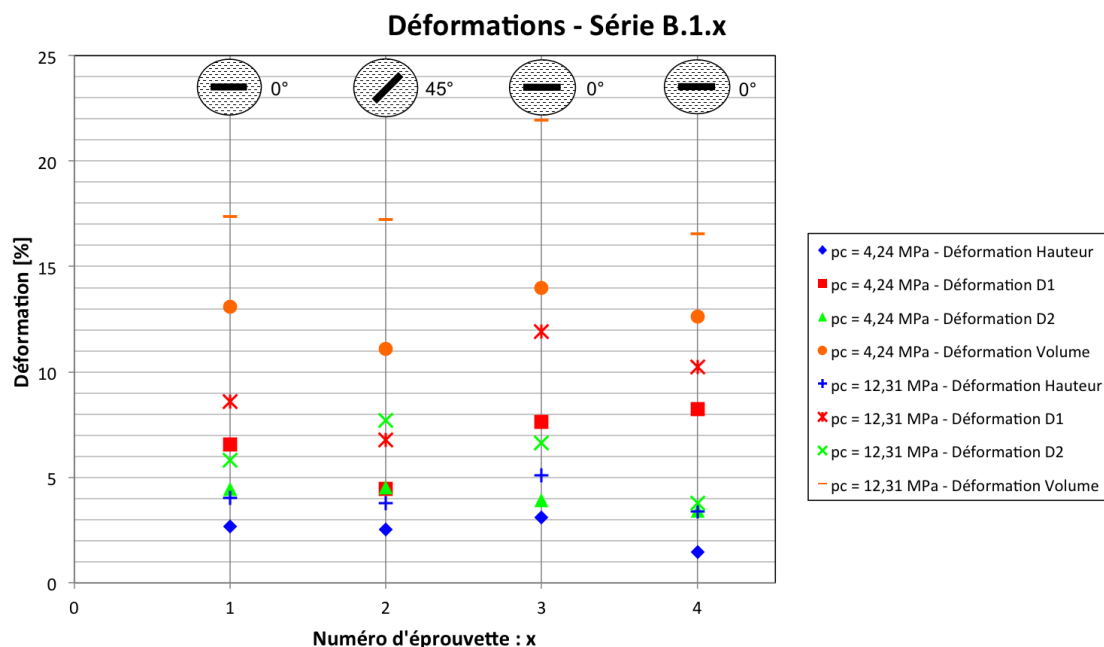 Déformations - Série B.1.x
25
20
15
10
5
0
0° 45° 0° 0°
0 1 2 3 4
Déformation [%]
Numéro d'éprouvette : x
pc = 4,24 MPa - Déformation Hauteur
pc = 4,24 MPa - Déformation D1
pc = 4,24 MPa - Déformation D2
pc = 4,24 MPa - Déformation Volume
pc = 12,31 MPa - Déformation Hauteur
pc = 12,31 MPa - Déformation D1
pc = 12,31 MPa - Déformation D2
pc = 12,31 MPa - Déformation Volume